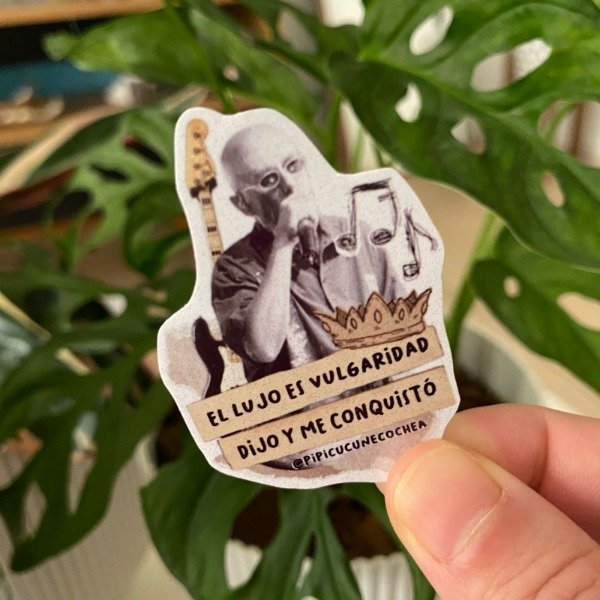 EL LUJO ES VULGARIDAD
DIJO Y ME CONQUISTÓ
@PIPICUCUNECOCHEA